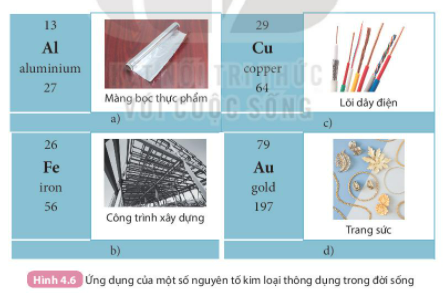 13
Al
aluminium
27
Màng bọc thực phẩm
a)
29
Cu
copper
64
Lõi dây điện
c)
26
Fe
iron
56
Công trình xây dựng
b)
79
Au
gold
197
Trang sức
d)
KẾT NỐI TRI THỨC
VỚI CUỘC SỐNG
Hình 4.6 Ứng dụng của một số nguyên tố kim loại thông dụng trong đời sống